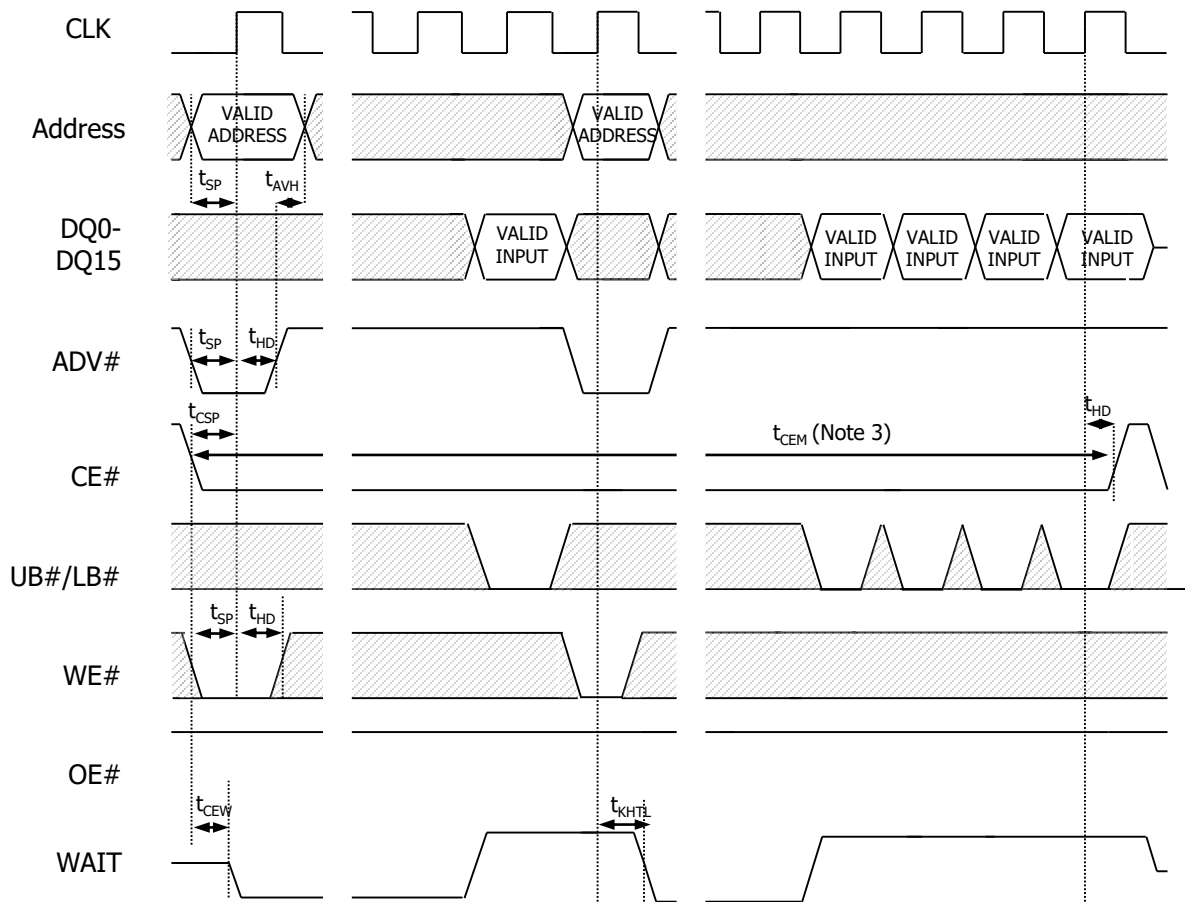 CLK
Address
VALID
ADDRESS
VALID
ADDRESS
tSP
tAVH
DQ0-
DQ15
VALID
INPUT
VALID
INPUT
VALID
INPUT
VALID
INPUT
VALID
INPUT
ADV#
tSP
tHD
CE#
tCSP
tCEM (Note 3)
tHD
UB#/LB#
WE#
tSP
tHD
OE#
tCEW
tKHTL
WAIT